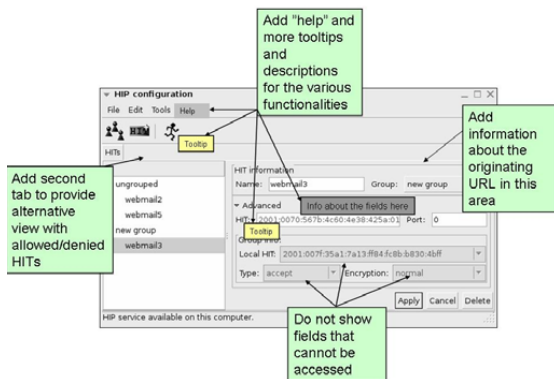 Add "help" and
more tooltips
and
descriptions
for the various
functionalities
HIP configuration
File Edit Tools Help
HIT
Tooltip
Add
information
about the
originating
URL in this
area
HITs
Add second
tab to provide
alternative
view with
allowed/denied
HITs
ungrouped
webmail2
webmail5
new group
webmail3
HIT information
Name: webmail3 Group: new group
Advanced
Info about the fields here
HIT: 2001:0070:567b:4c60:4e38:425a:01 Port: 0
Tooltip
Group info:
Local HIT: 2001:007f:35a1:7a13:ff84:fc8b:b830:4bff
Type: accept Encryption: normal
Apply Cancel Delete
HIP service available on this computer.
Do not show
fields that
cannot be
accessed